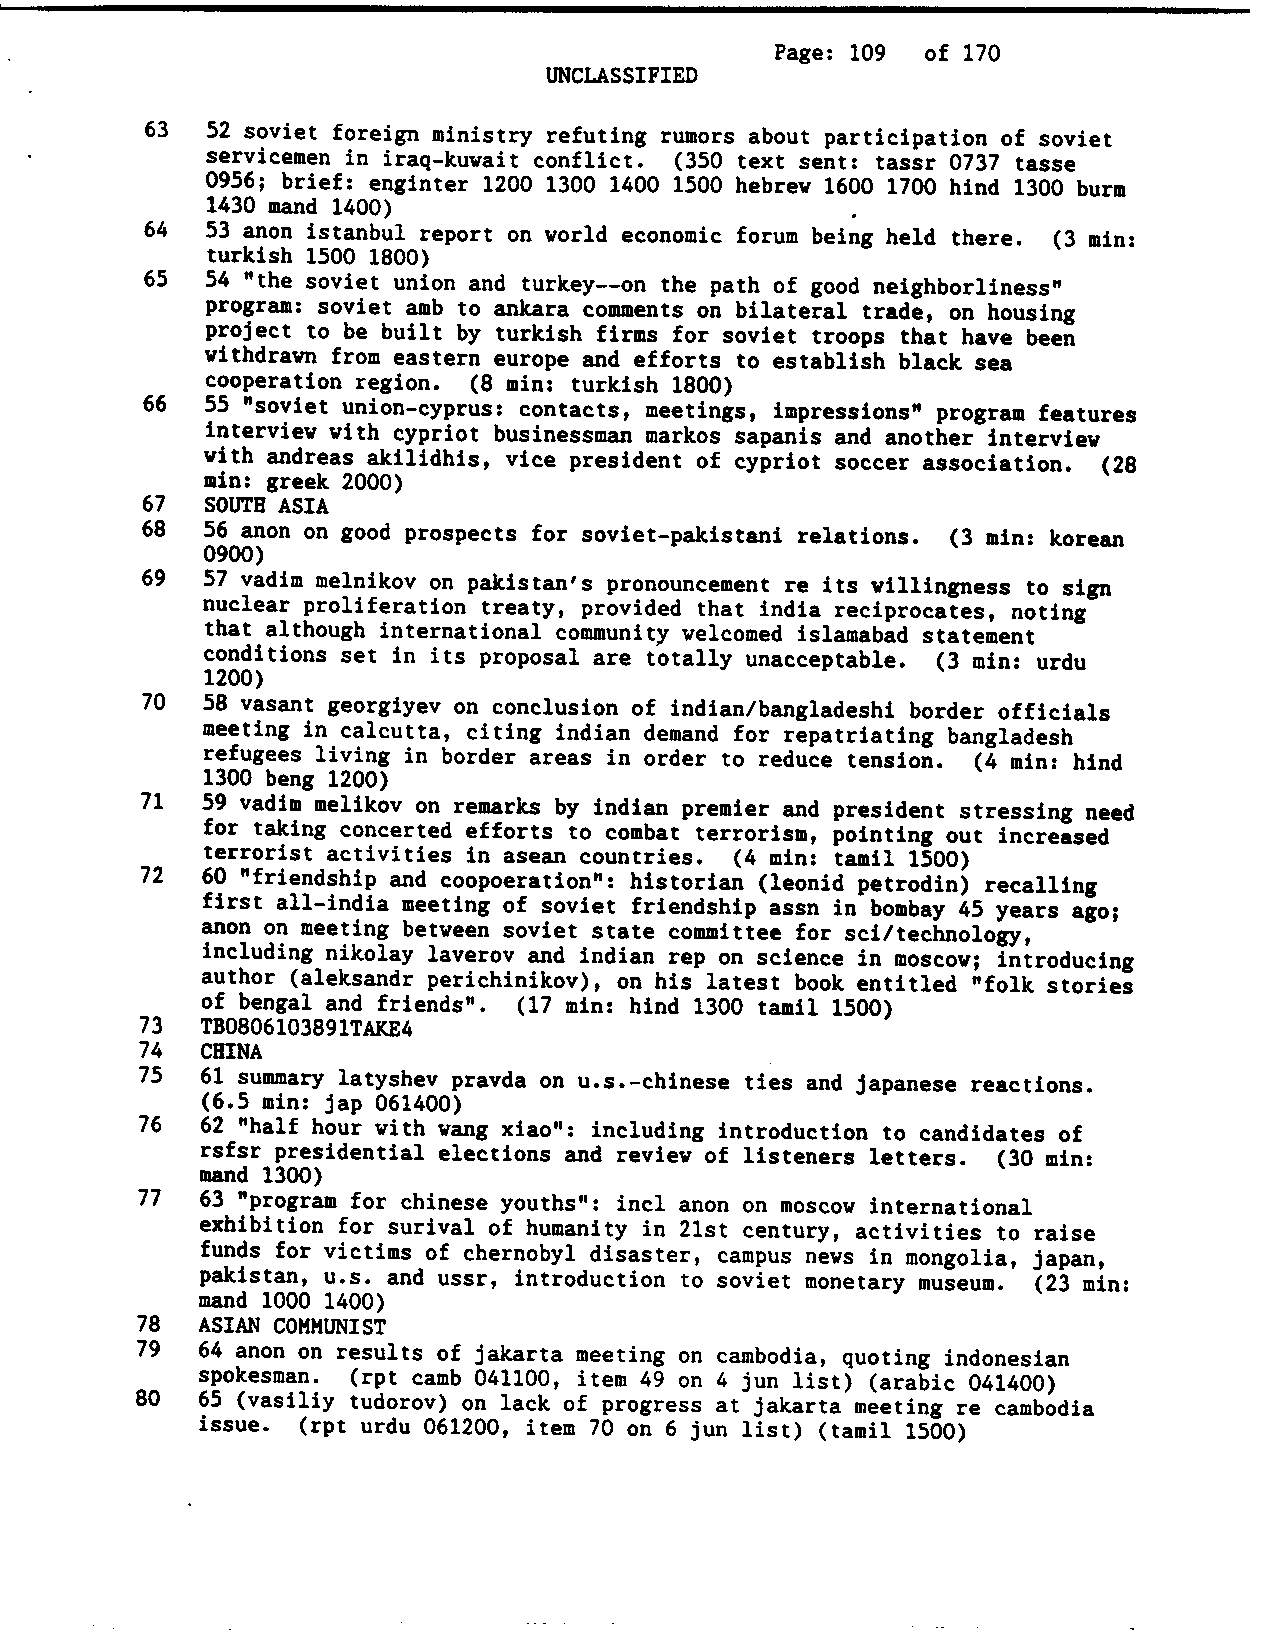 Page: 109 of 170
UNCLASSIFIED
63 52 soviet foreign ministry refuting rumors about participation of soviet
servicemen in iraq-kuwait conflict. (350 text sent: tassr 0737 tasse
0956; brief: enginter 1200 1300 1400 1500 hebrew 1600 1700 hind 1300 burm
1430 mand 1400)
64 53 anon istanbul report on world economic forum being held there. (3 min:
turkish 1500 1800)
65 54 "the soviet union and turkey--on the path of good neighborliness"
program: soviet amb to ankara comments on bilateral trade, on housing
project to be built by turkish firms for soviet troops that have been
withdrawn from eastern europe and efforts to establish black sea
cooperation region. (8 min: turkish 1800)
66 55 "soviet union-cyprus: contacts, meetings, impressions" program features
interview with cypriot businessman markos sapanis and another interview
with andreas akilidhis, vice president of cypriot soccer association. (28
min: greek 2000)
67 SOUTH ASIA
68 56 anon on good prospects for soviet-pakistani relations. (3 min: korean
0900)
69 57 vadim melnikov on pakistan's pronouncement re its willingness to sign
nuclear proliferation treaty, provided that india reciprocates, noting
that although international community welcomed islamabad statement
conditions set in its proposal are totally unacceptable. (3 min: urdu
1200)
70 58 vasant georgiyev on conclusion of indian/bangladeshi border officials
meeting in calcutta, citing indian demand for repatriating bangladesh
refugees living in border areas in order to reduce tension. (4 min: hind
1300 beng 1200)
71 59 vadim melikov on remarks by indian premier and president stressing need
for taking concerted efforts to combat terrorism, pointing out increased
terrorist activities in asean countries. (4 min: tamil 1500)
72 60 "friendship and coopoeration": historian (leonid petrodin) recalling
first all-india meeting of soviet friendship assn in bombay 45 years ago;
anon on meeting between soviet state committee for sci/technology,
including nikolay laverov and indian rep on science in moscow; introducing
author (aleksandr perichinikov), on his latest book entitled "folk stories
of bengal and friends". (17 min: hind 1300 tamil 1500)
73 TB0806103891TAKE4
74 CHINA
75 61 summary latyshev pravda on u.s.-chinese ties and japanese reactions.
(6.5 min: jap 061400)
76 62 "half hour with wang xiao": including introduction to candidates of
rsfsr presidential elections and review of listeners letters. (30 min:
mand 1300)
77 63 "program for chinese youths": incl anon on moscow international
exhibition for surival of humanity in 21st century, activities to raise
funds for victims of chernobyl disaster, campus news in mongolia, japan,
pakistan, u.s. and ussr, introduction to soviet monetary museum. (23 min:
mand 1000 1400)
78 ASIAN COMMUNIST
79 64 anon on results of jakarta meeting on cambodia, quoting indonesian
spokesman. (rpt camb 041100, item 49 on 4 jun list) (arabic 041400)
80 65 (vasiliy tudorov) on lack of progress at jakarta meeting re cambodia
issue. (rpt urdu 061200, item 70 on 6 jun list) (tamil 1500)